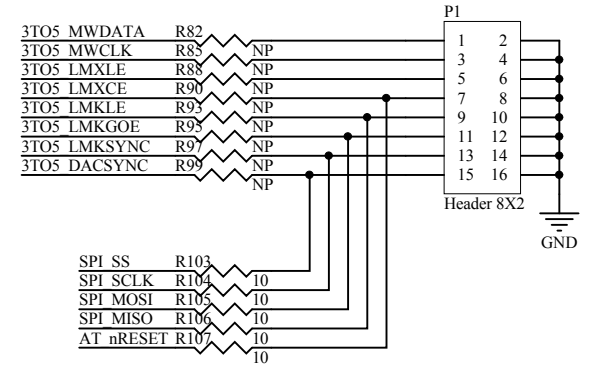 P1
3TO5_MWDATA R82 NP 1 2
3TO5_MWCLK R85 NP 3 4
3TO5_LMXLE R88 NP 5 6
3TO5_LMXCE R90 NP 7 8
3TO5_LMKLE R93 NP 9 10
3TO5_LMKGOE R95 NP 11 12
3TO5_LMKSYNC R97 NP 13 14
3TO5_DACSYNC R99 NP 15 16
Header 8X2
GND
SPI_SS R103 10
SPI_SCLK R104 10
SPI_MOSI R105 10
SPI_MISO R106 10
AT_nRESET R107 10